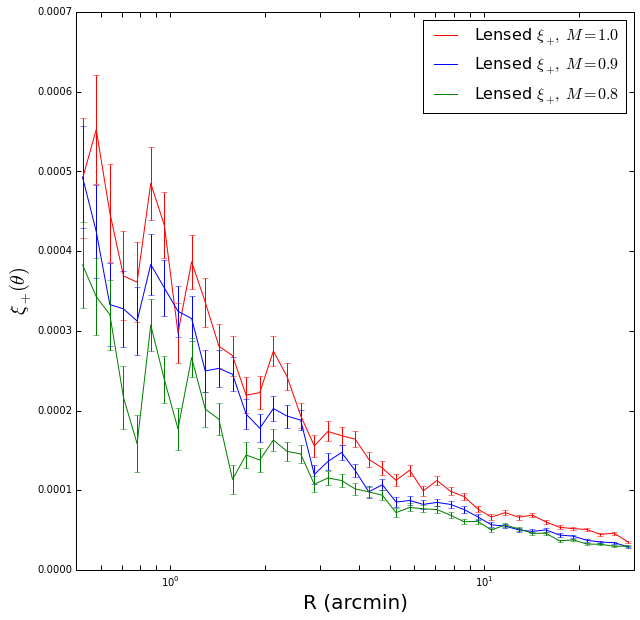 0.0007
0.0006
0.0005
0.0004
0.0003
0.0002
0.0001
0.0000
ξ₊(θ)
Lensed ξ₊, M=1.0
Lensed ξ₊, M=0.9
Lensed ξ₊, M=0.8
10⁰
10¹
R (arcmin)